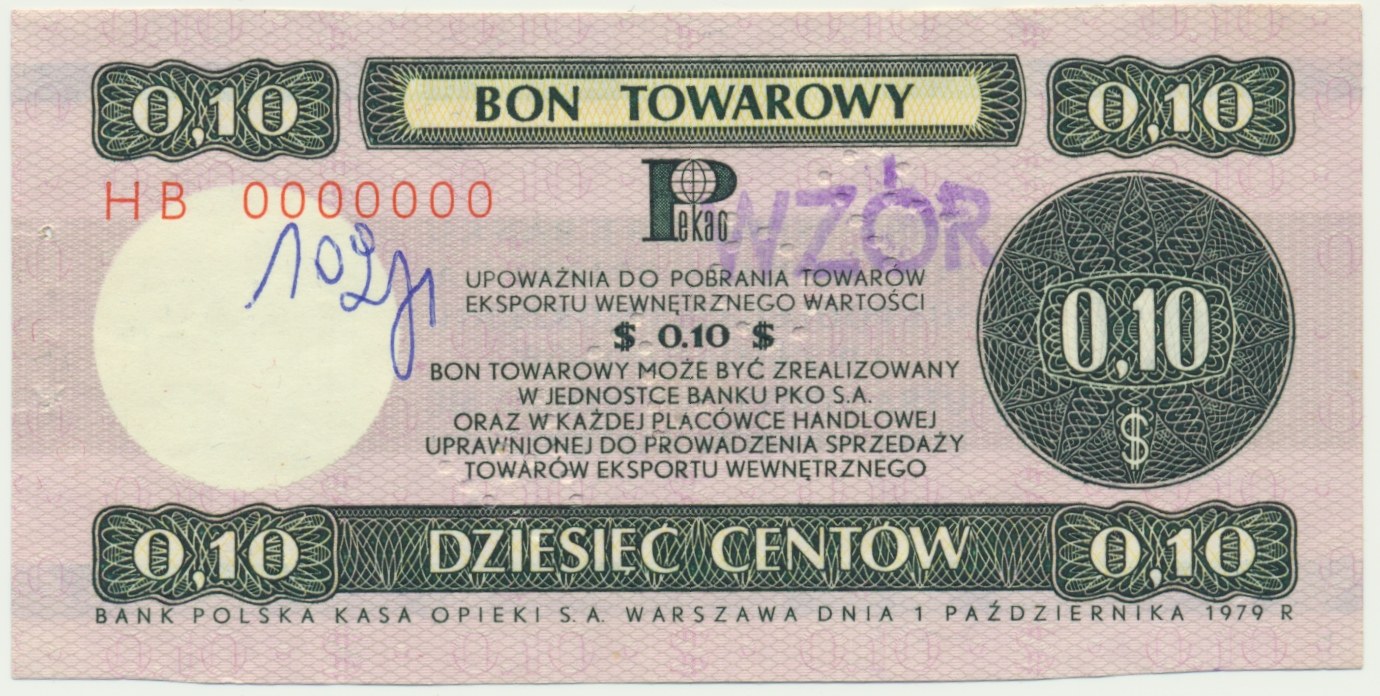 0,10 BON TOWAROWY 0,10
HB 0000000
Pekao
WZÓR
UPOWAŻNIA DO POBRANIA TOWARÓW
EKSPORTU WEWNĘTRZNEGO WARTOŚCI
$ 0.10 $
BON TOWAROWY MOŻE BYĆ ZREALIZOWANY
W JEDNOSTCE BANKU PKO S.A.
ORAZ W KAŻDEJ PLACÓWCE HANDLOWEJ
UPRAWNIONEJ DO PROWADZENIA SPRZEDAŻY
TOWARÓW EKSPORTU WEWNĘTRZNEGO
0,10
$
0,10 DZIESIĘĆ CENTÓW 0,10
BANK POLSKA KASA OPIEKI S.A. WARSZAWA DNIA 1 PAŹDZIERNIKA 1979 R